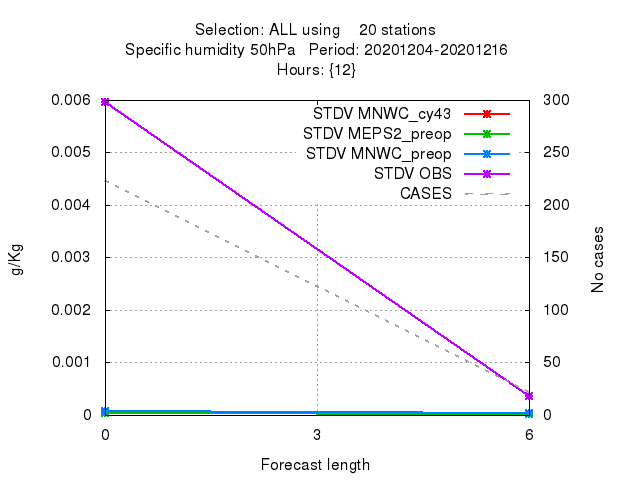 Selection: ALL using    20 stations
Specific humidity 50hPa   Period: 20201204-20201216
Hours: {12}
0.006
0.005
0.004
0.003
0.002
0.001
0
g/Kg
STDV MNWC_cy43
STDV MEPS2_preop
STDV MNWC_preop
STDV OBS
CASES
300
250
200
150
100
50
0
No cases
0 3 6
Forecast length